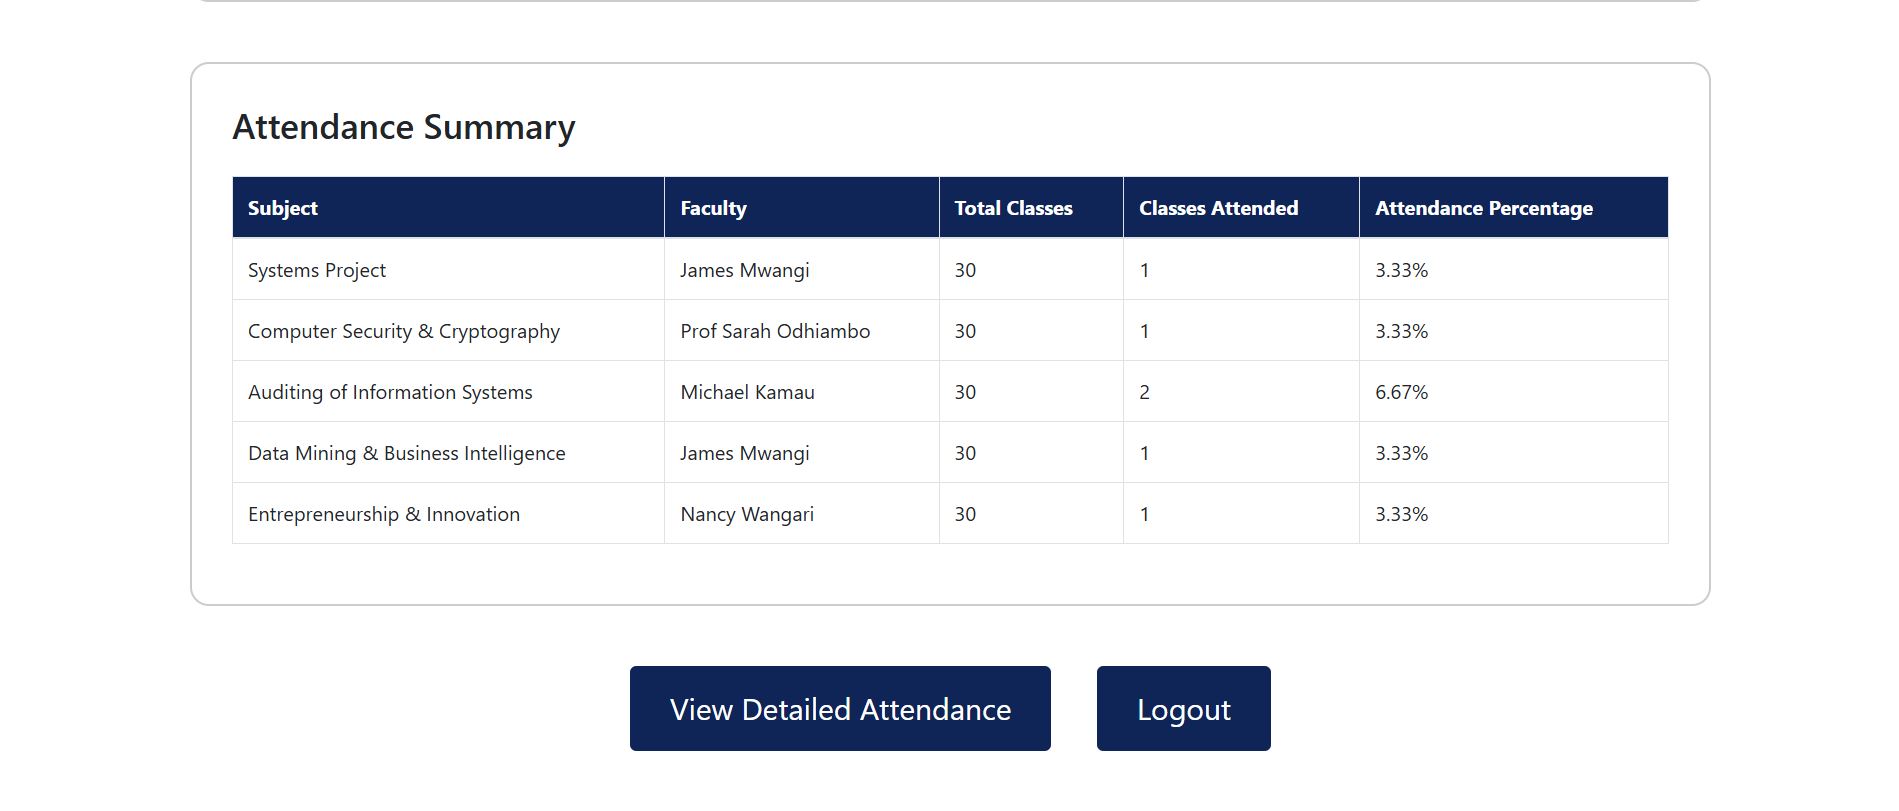 Attendance Summary
Subject Faculty Total Classes Classes Attended Attendance Percentage
Systems Project James Mwangi 30 1 3.33%
Computer Security & Cryptography Prof Sarah Odhiambo 30 1 3.33%
Auditing of Information Systems Michael Kamau 30 2 6.67%
Data Mining & Business Intelligence James Mwangi 30 1 3.33%
Entrepreneurship & Innovation Nancy Wangari 30 1 3.33%
View Detailed Attendance Logout